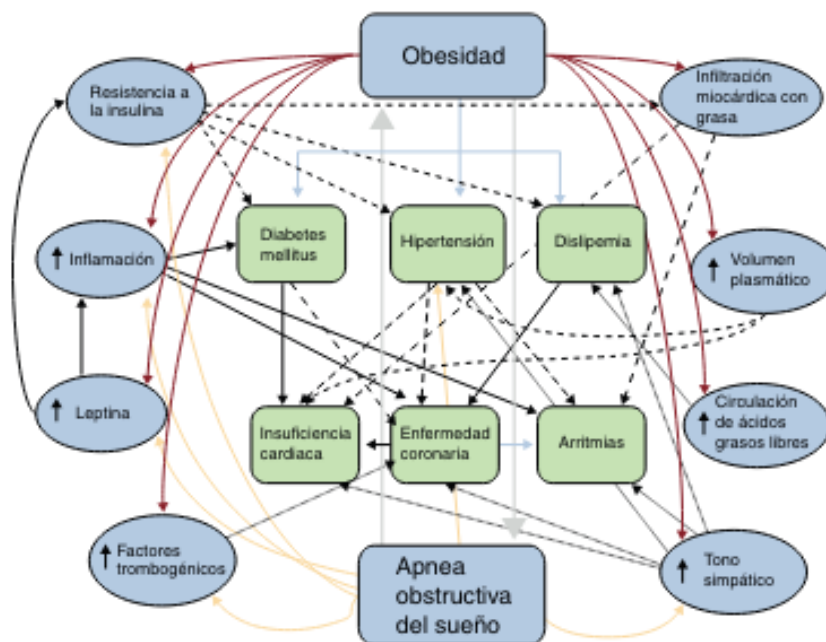 Obesidad
Resistencia a
la insulina
Infiltración
miocárdica con
grasa
Diabetes
mellitus
Hipertensión
Dislipemia
↑ Inflamación
↑ Volumen
plasmático
↑ Leptina
Insuficiencia
cardiaca
Enfermedad
coronaria
Arritmias
↑ Circulación
de ácidos
grasos libres
↑ Factores
trombogénicos
Apnea
obstructiva
del sueño
↑ Tono
simpático